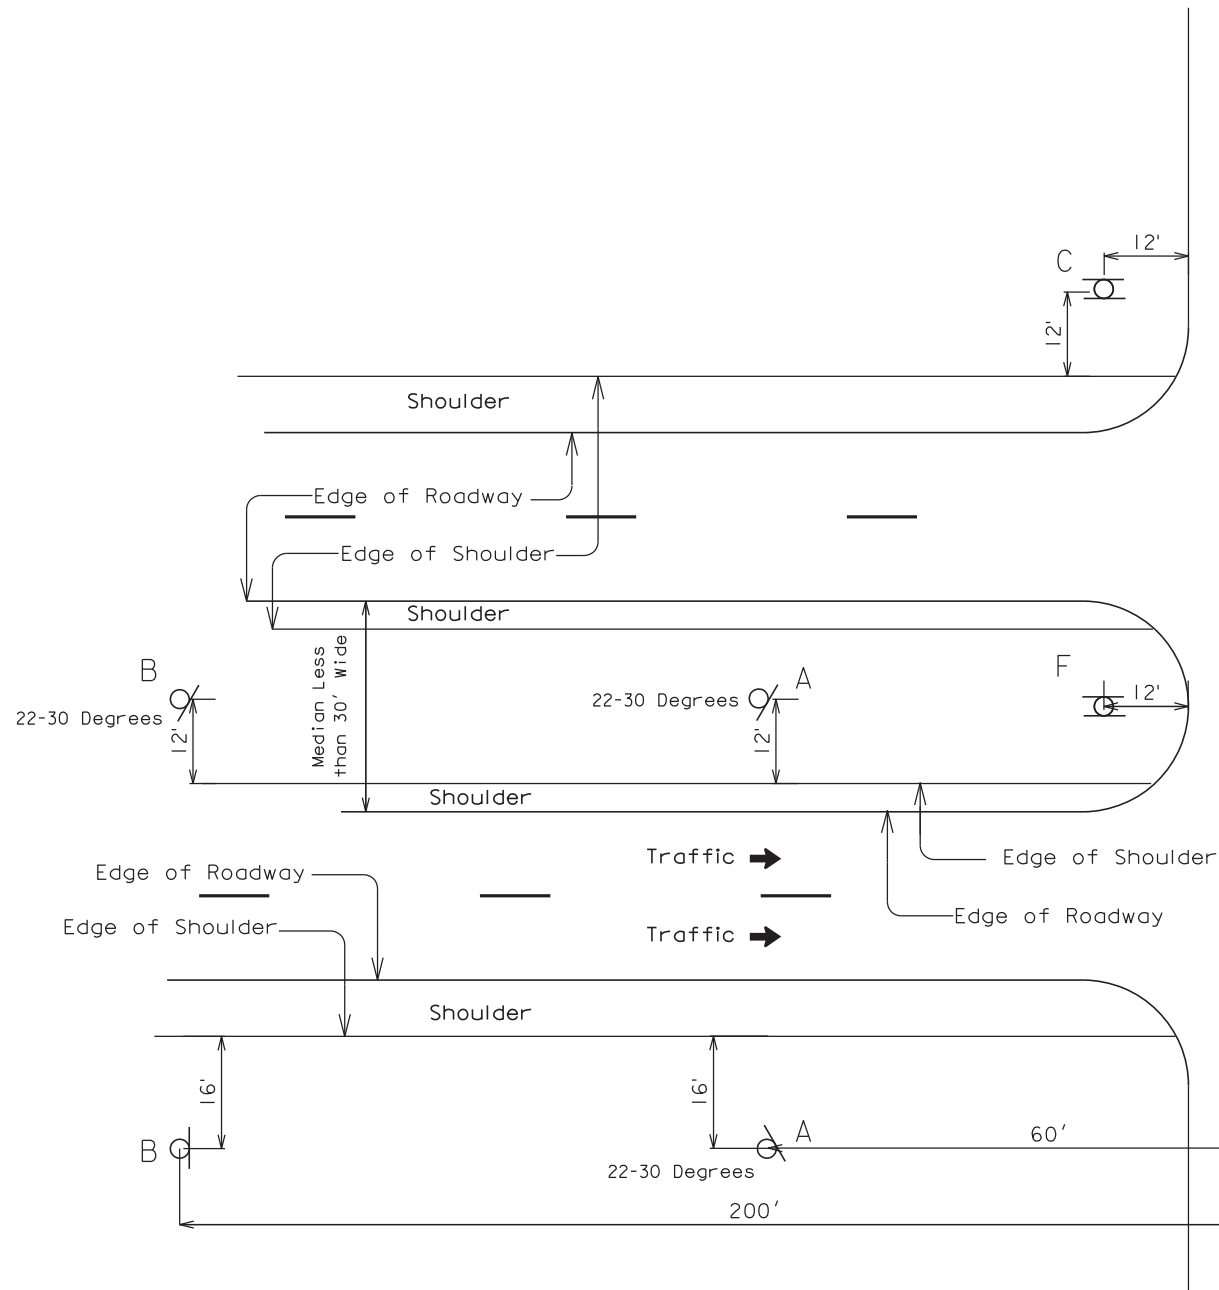 12'
C
12'
Shoulder
Edge of Roadway
Edge of Shoulder
Shoulder
Median Less
than 30' Wide
B
22-30 Degrees
12'
22-30 Degrees
A
12'
F
12'
Shoulder
Traffic
Edge of Shoulder
Edge of Roadway
Edge of Roadway
Edge of Shoulder
Traffic
Shoulder
16'
16'
B
A
60'
22-30 Degrees
200'